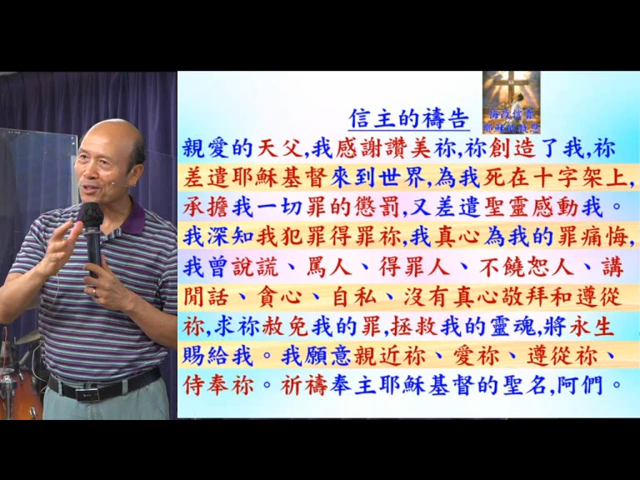 信主的禱告
親愛的天父,我感謝讚美祢,祢創造了我,祢
差遣耶穌基督來到世界,為我死在十字架上,
承擔我一切罪的懲罰,又差遣聖靈感動我。
我深知我犯罪得罪祢,我真心為我的罪痛悔,
我曾說謊、罵人、得罪人、不饒恕人、講
閒話、貪心、自私、沒有真心敬拜和遵從
祢,求祢赦免我的罪,拯救我的靈魂,將永生
賜給我。我願意親近祢、愛祢、遵從祢、
侍奉祢。祈禱奉主耶穌基督的聖名,阿們。